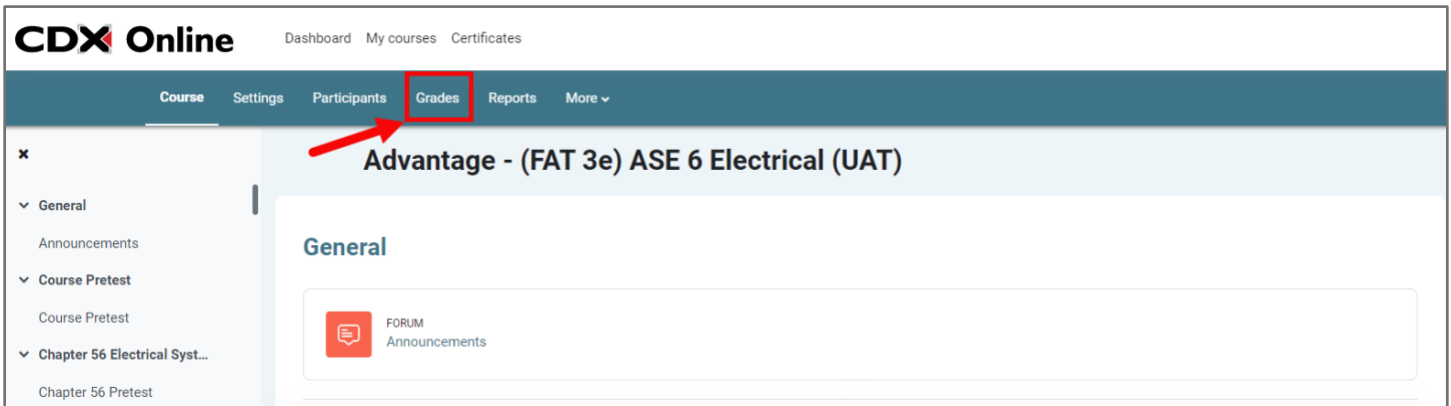 CDX Online
Dashboard My courses Certificates
Course Settings Participants Grades Reports More
Advantage - (FAT 3e) ASE 6 Electrical (UAT)
General
Announcements
Course Pretest
Course Pretest
Chapter 56 Electrical Syst...
Chapter 56 Pretest
General
FORUM
Announcements